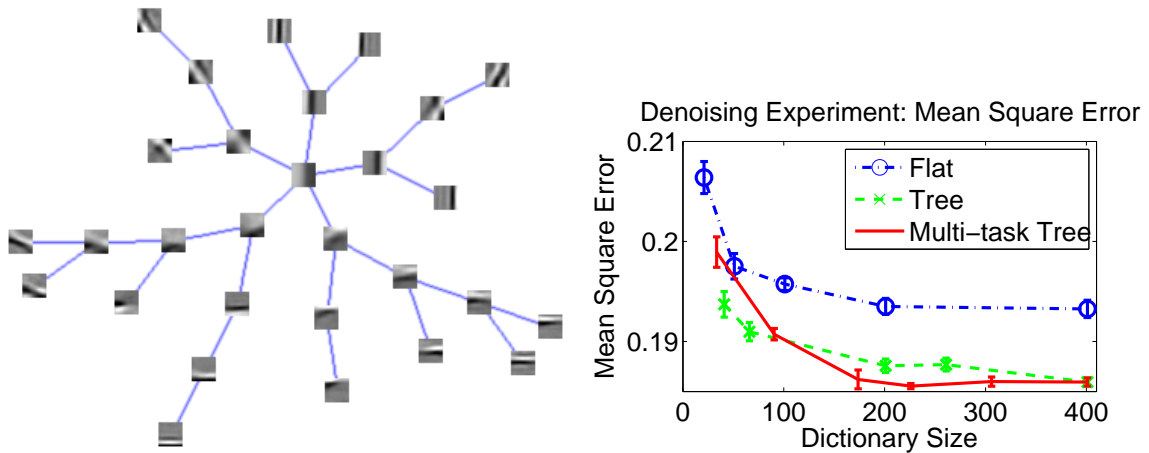 Denoising Experiment: Mean Square Error
0.21
0.2
0.19
Mean Square Error
Flat
Tree
Multi−task Tree
0 100 200 300 400
Dictionary Size